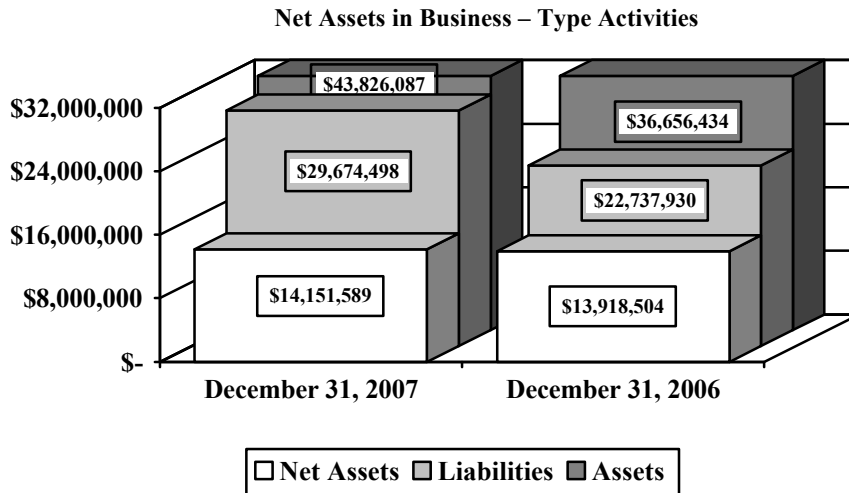 Net Assets in Business – Type Activities
$32,000,000
$24,000,000
$16,000,000
$8,000,000
$-
$43,826,087
$29,674,498
$14,151,589
$36,656,434
$22,737,930
$13,918,504
December 31, 2007
December 31, 2006
Net Assets
Liabilities
Assets